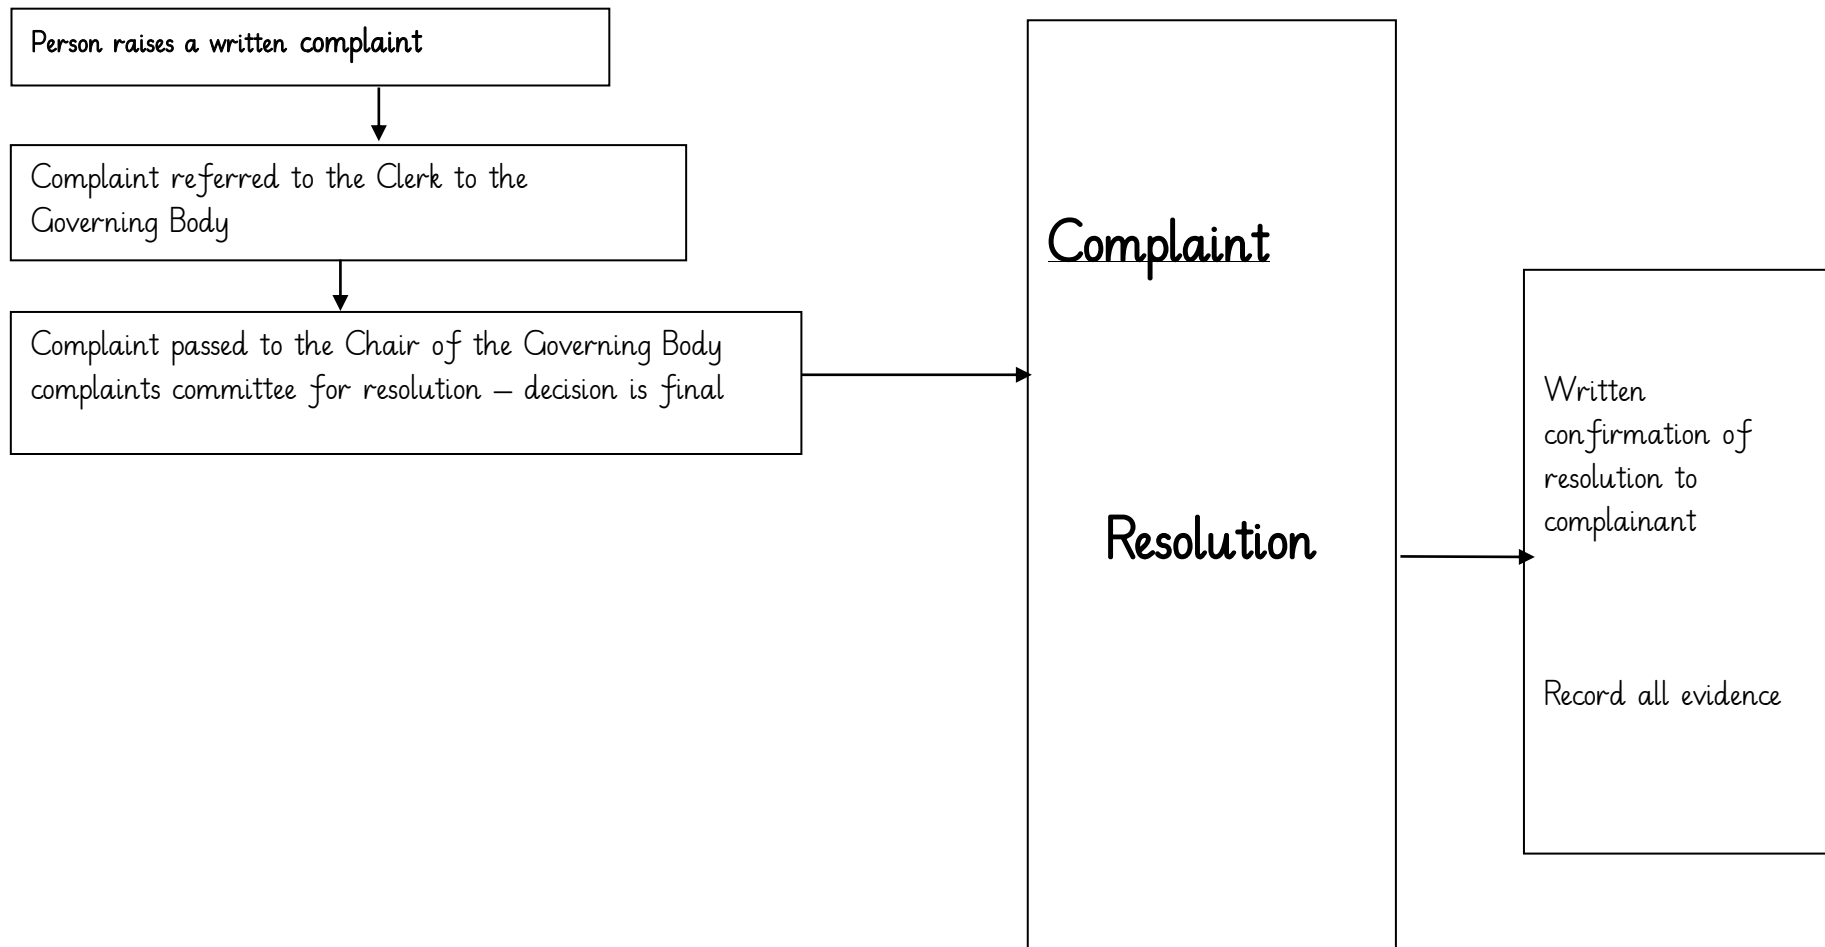 Person raises a written complaint
Complaint referred to the Clerk to the
Governing Body
Complaint passed to the Chair of the Governing Body
complaints committee for resolution – decision is final
Complaint
Resolution
Written
confirmation of
resolution to
complainant
Record all evidence